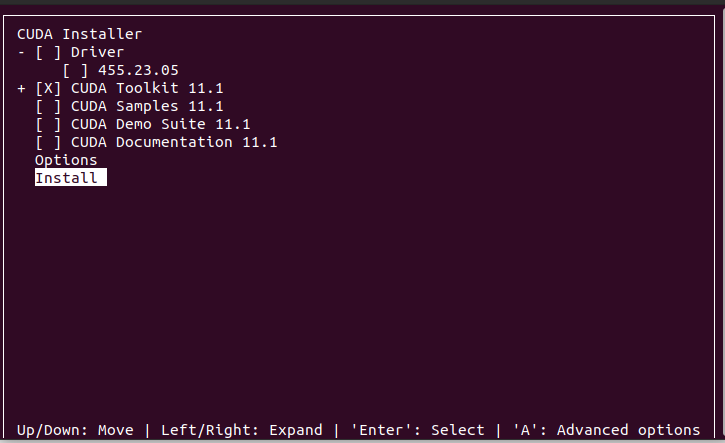 CUDA Installer
- [ ] Driver
[ ] 455.23.05
+ [X] CUDA Toolkit 11.1
[ ] CUDA Samples 11.1
[ ] CUDA Demo Suite 11.1
[ ] CUDA Documentation 11.1
Options
Install
Up/Down: Move | Left/Right: Expand | 'Enter': Select | 'A': Advanced options